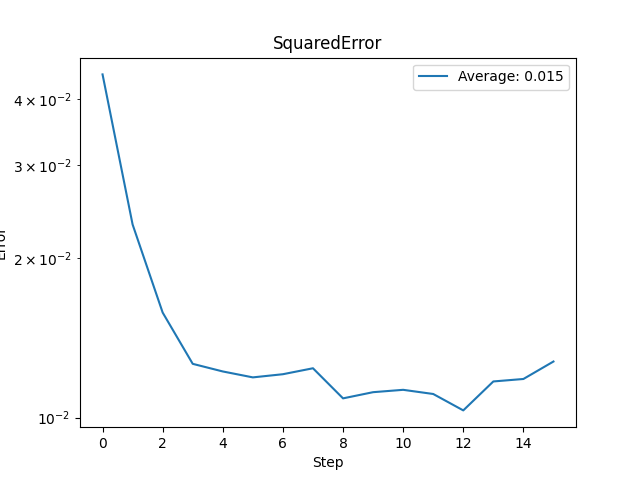 SquaredError
Average: 0.015
4 × 10⁻²
3 × 10⁻²
2 × 10⁻²
10⁻²
Error
0 2 4 6 8 10 12 14
Step